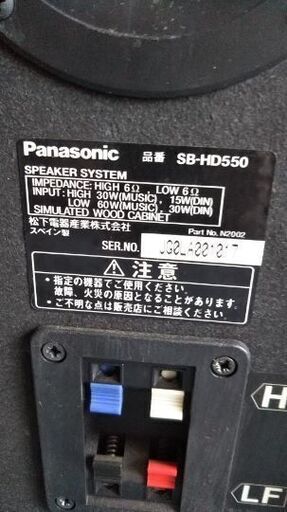 Panasonic 品番 SB-HD550
SPEAKER SYSTEM
IMPEDANCE: HIGH 6Ω, LOW 6Ω
INPUT: HIGH 30W(MUSIC), 15W(DIN)
LOW 60W(MUSIC), 30W(DIN)
SIMULATED WOOD CABINET
松下電器産業株式会社 Part No. N2002
スペイン製
SER.NO.
⚠注意
・指定の機器でご使用ください。
故障、火災の原因となることがあります。
・ご不明な点は販売店にご相談ください。
H
LF